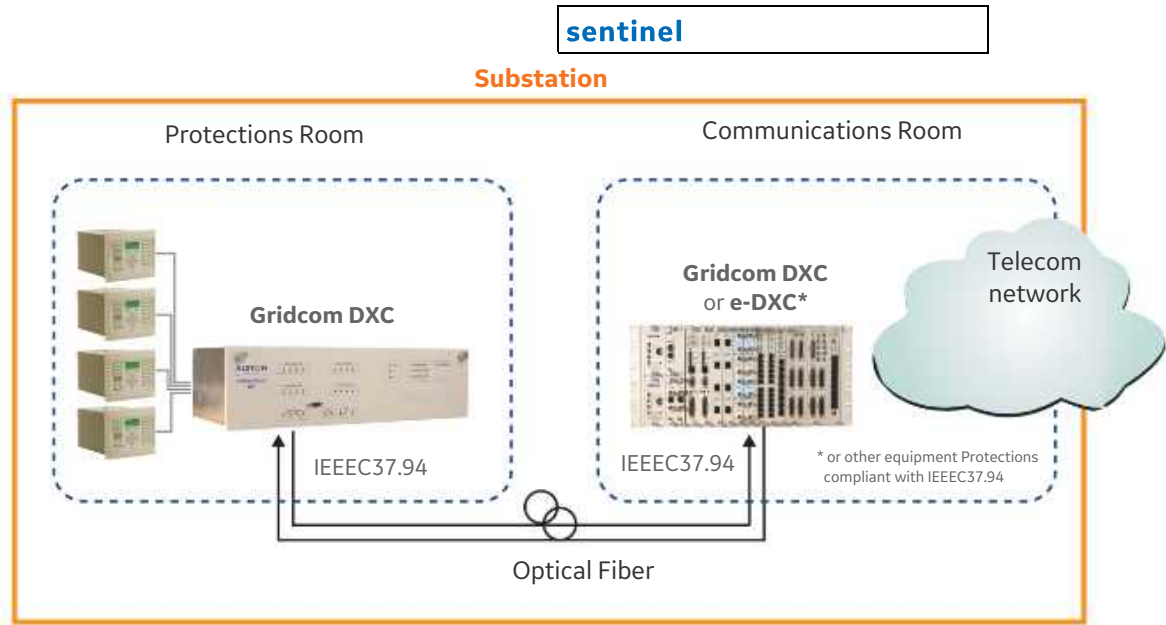 sentinel
Substation
Protections Room
Communications Room
Gridcom DXC
Gridcom DXC
or e-DXC*
Telecom
network
ALSTOM
IEEEC37.94
IEEEC37.94
* or other equipment Protections
compliant with IEEEC37.94
Optical Fiber